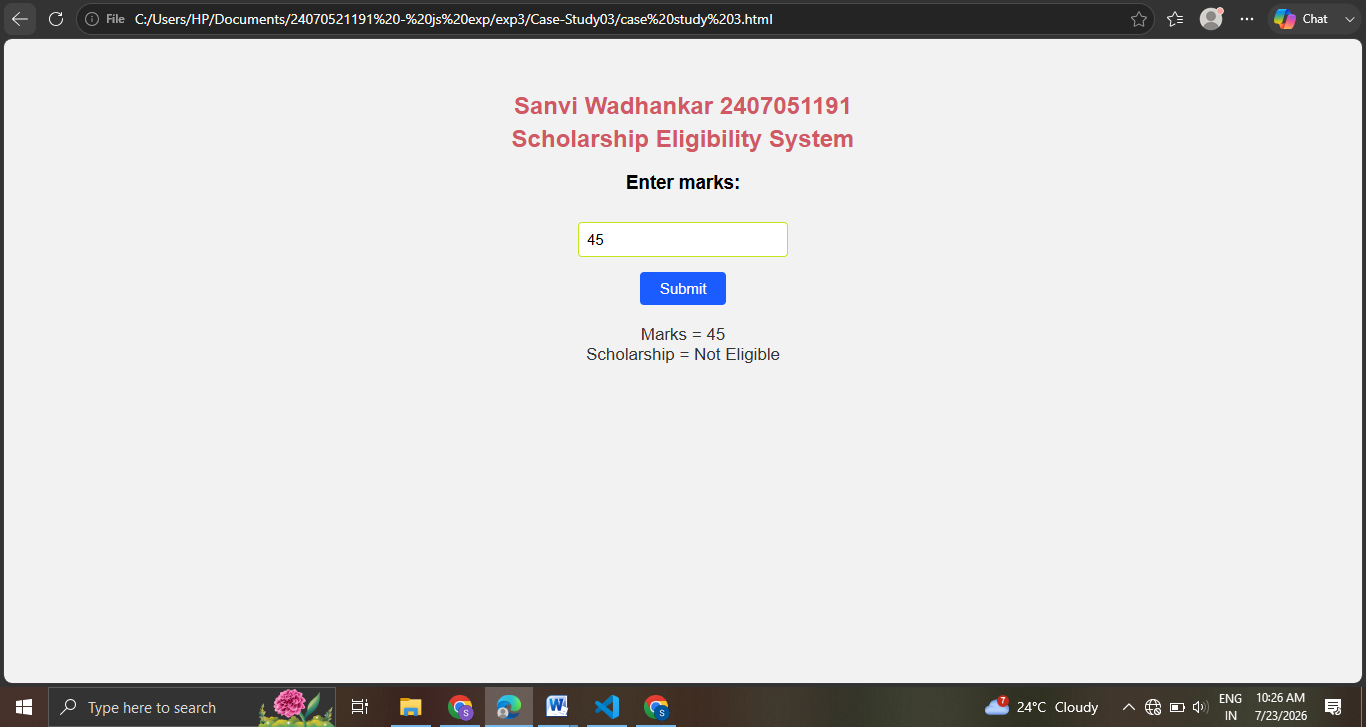 File C:/Users/HP/Documents/24070521191%20-%20js%20exp/exp3/Case-Study03/case%20study%203.html
Chat
Sanvi Wadhankar 2407051191
Scholarship Eligibility System
Enter marks:
45
Submit
Marks = 45
Scholarship = Not Eligible
Type here to search
S
W
S
7
24°C Cloudy
ENG
IN
10:26 AM
7/23/2026